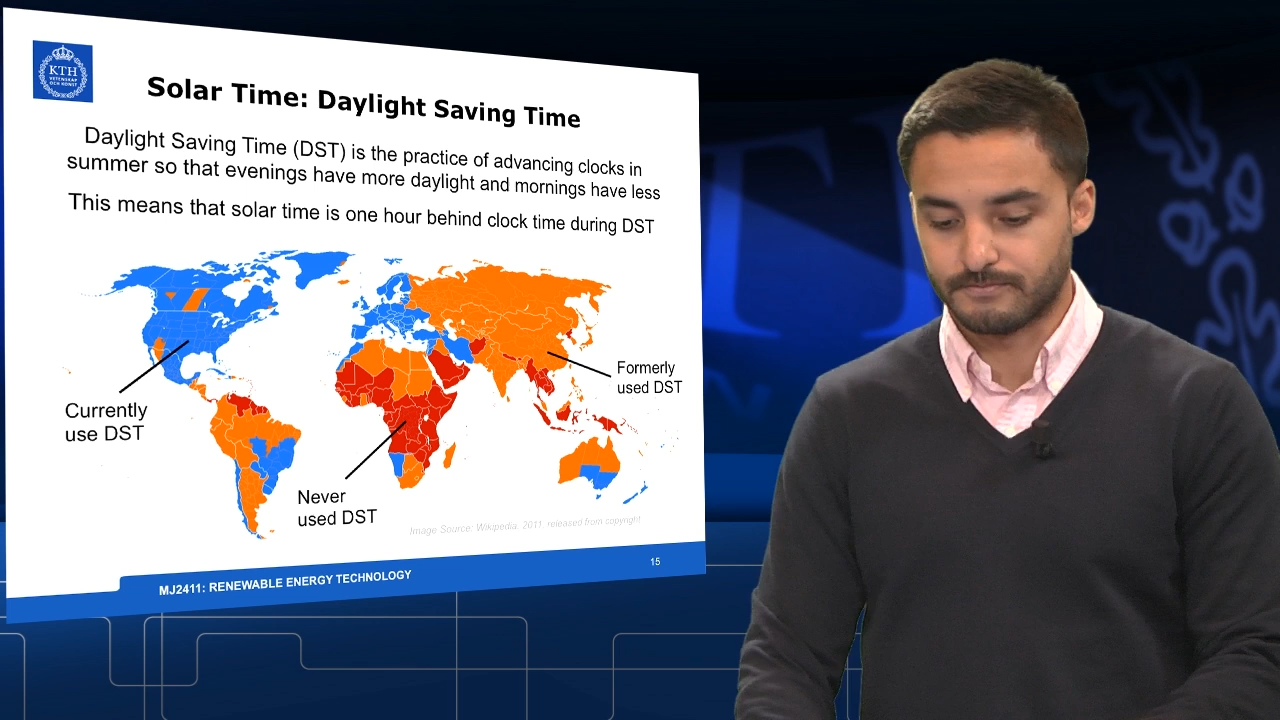 KTH
VETENSKAP
OCH KONST
Solar Time: Daylight Saving Time
Daylight Saving Time (DST) is the practice of advancing clocks in
summer so that evenings have more daylight and mornings have less
This means that solar time is one hour behind clock time during DST
Formerly
used DST
Currently
use DST
Never
used DST
Image Source: Wikipedia, 2011, released from copyright
MJ2411: RENEWABLE ENERGY TECHNOLOGY
15